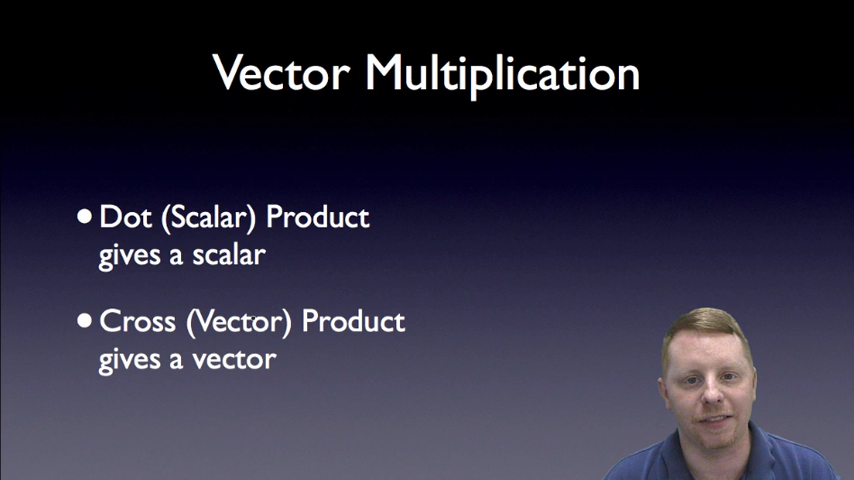 Vector Multiplication
•Dot (Scalar) Product
gives a scalar
•Cross (Vector) Product
gives a vector